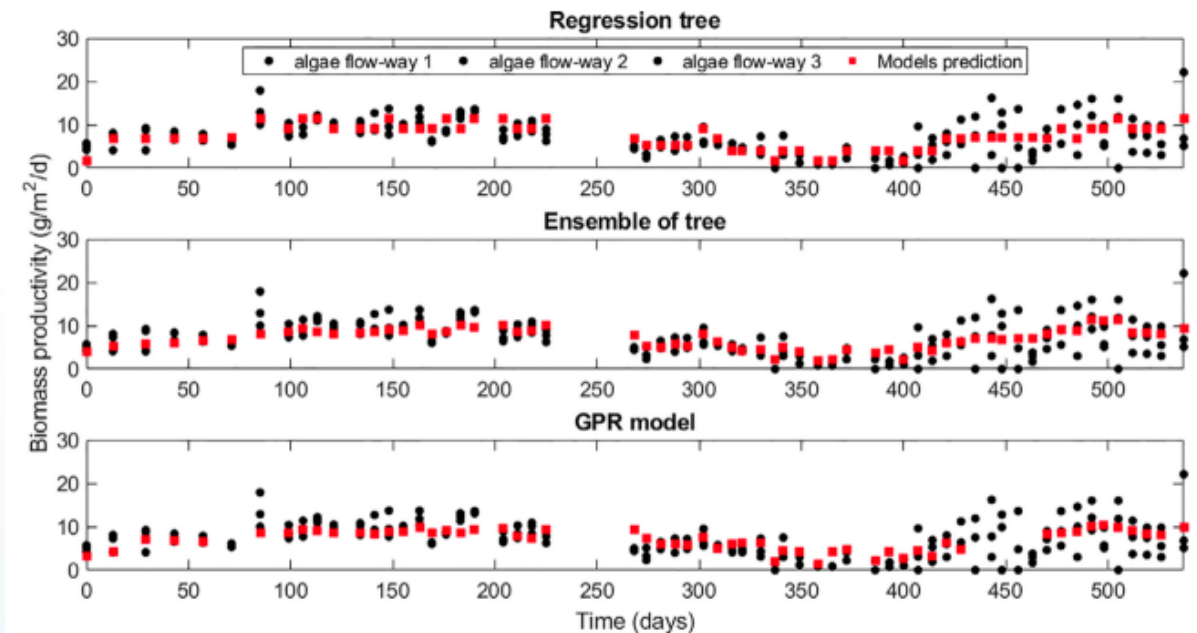 Regression tree
30
20
10
0
algae flow-way 1 algae flow-way 2 algae flow-way 3 Models prediction
0 50 100 150 200 250 300 350 400 450 500
Ensemble of tree
30
20
10
0
0 50 100 150 200 250 300 350 400 450 500
Biomass productivity (g/m²/d)
GPR model
30
20
10
0
0 50 100 150 200 250 300 350 400 450 500
Time (days)